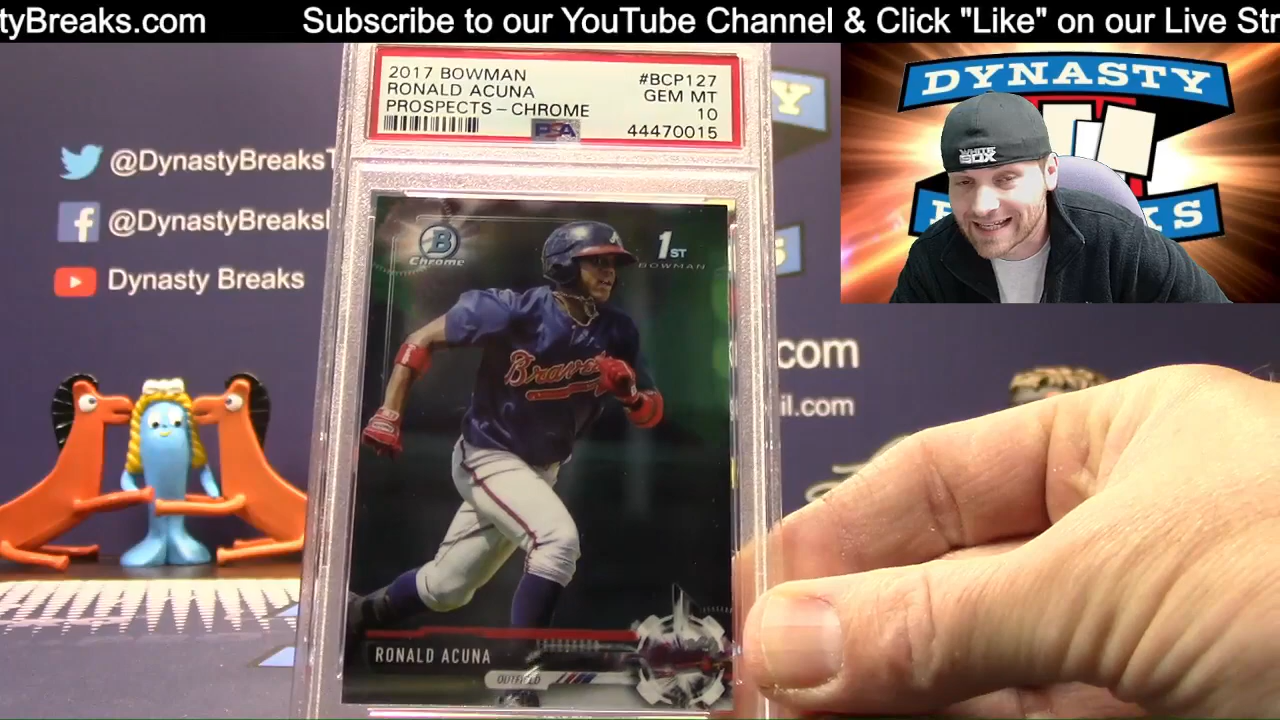 tyBreaks.com Subscribe to our YouTube Channel & Click "Like" on our Live Str
2017 BOWMAN #BCP127
RONALD ACUNA GEM MT
PROSPECTS - CHROME 10
PSA 44470015
DYNASTY
WHITE
SOX
@DynastyBreaksT
@DynastyBreaksI
Dynasty Breaks
B
Chrome
1ST
BOWMAN
A
Braves
com
il.com
RONALD ACUNA
OUTFIELD